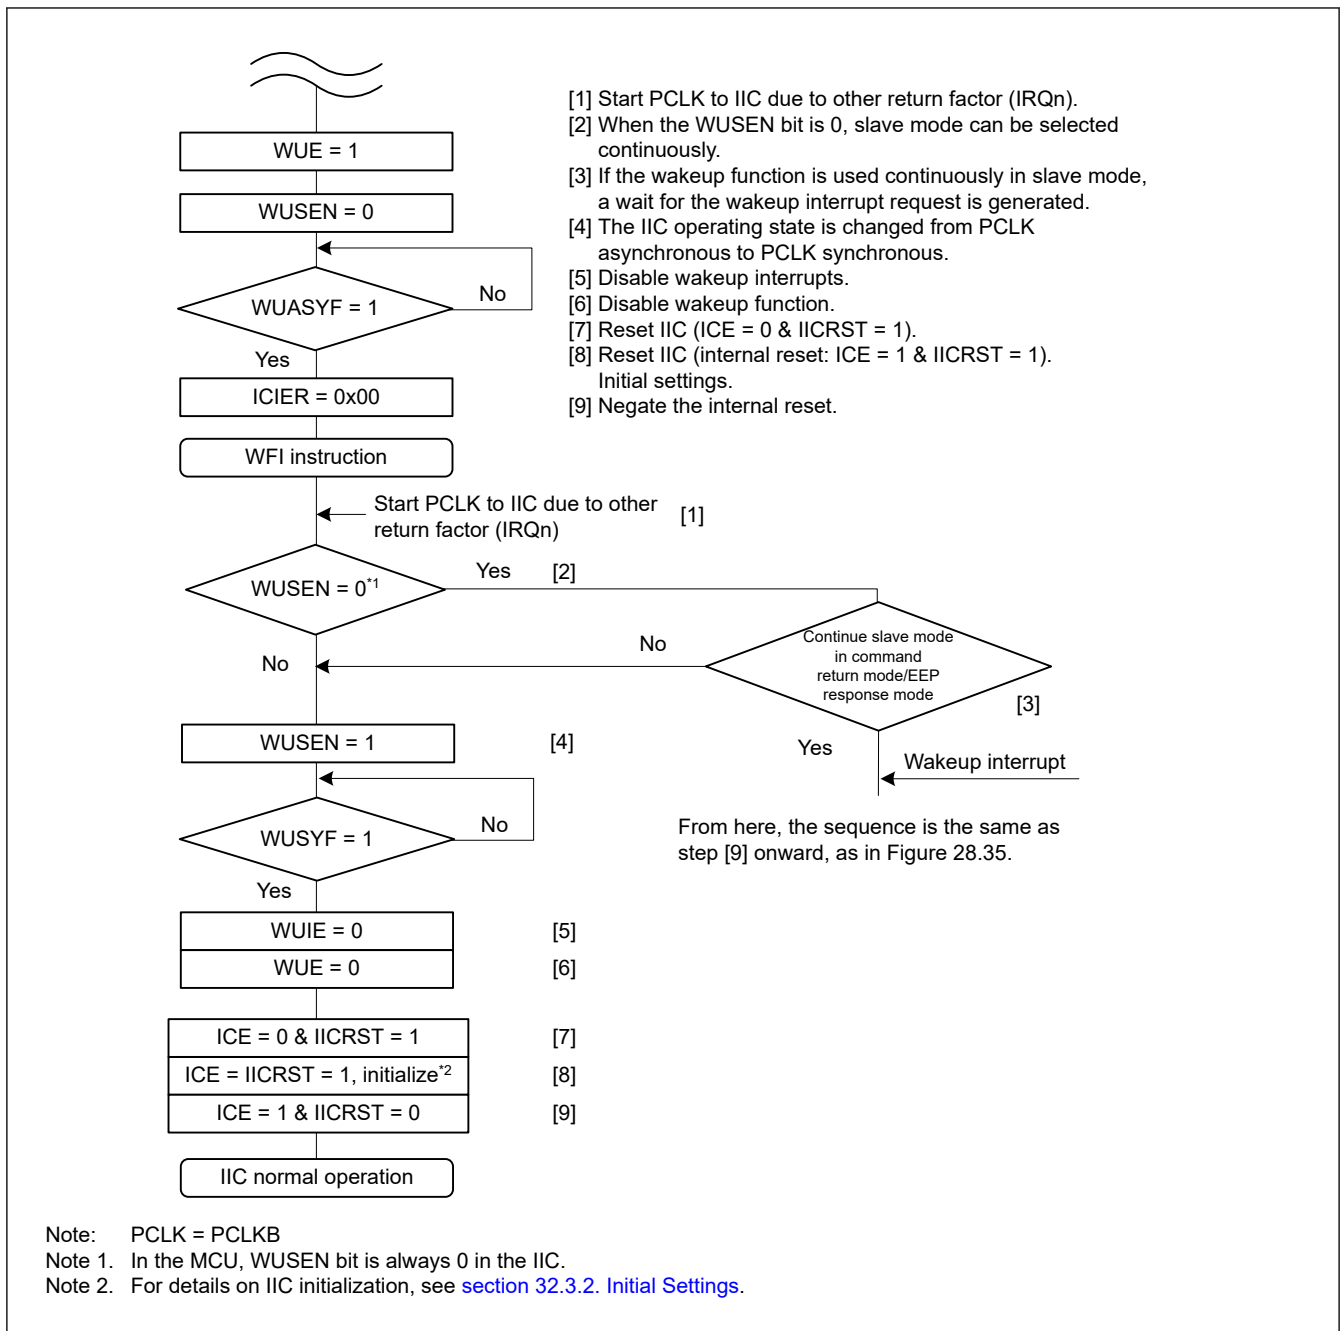 [1] Start PCLK to IIC due to other return factor (IRQn).
[2] When the WUSEN bit is 0, slave mode can be selected
continuously.
[3] If the wakeup function is used continuously in slave mode,
a wait for the wakeup interrupt request is generated.
[4] The IIC operating state is changed from PCLK
asynchronous to PCLK synchronous.
[5] Disable wakeup interrupts.
[6] Disable wakeup function.
[7] Reset IIC (ICE = 0 & IICRST = 1).
[8] Reset IIC (internal reset: ICE = 1 & IICRST = 1).
Initial settings.
[9] Negate the internal reset.
WUE = 1
WUSEN = 0
WUASYF = 1
No
Yes
ICIER = 0x00
WFI instruction
Start PCLK to IIC due to other
return factor (IRQn)
[1]
WUSEN = 0*1
Yes
[2]
No
Continue slave mode
in command
return mode/EEP
response mode
[3]
No
Yes
Wakeup interrupt
From here, the sequence is the same as
step [9] onward, as in Figure 28.35.
WUSEN = 1
[4]
WUSYF = 1
No
Yes
WUIE = 0
[5]
WUE = 0
[6]
ICE = 0 & IICRST = 1
[7]
ICE = IICRST = 1, initialize*2
[8]
ICE = 1 & IICRST = 0
[9]
IIC normal operation
Note: PCLK = PCLKB
Note 1. In the MCU, WUSEN bit is always 0 in the IIC.
Note 2. For details on IIC initialization, see section 32.3.2. Initial Settings.